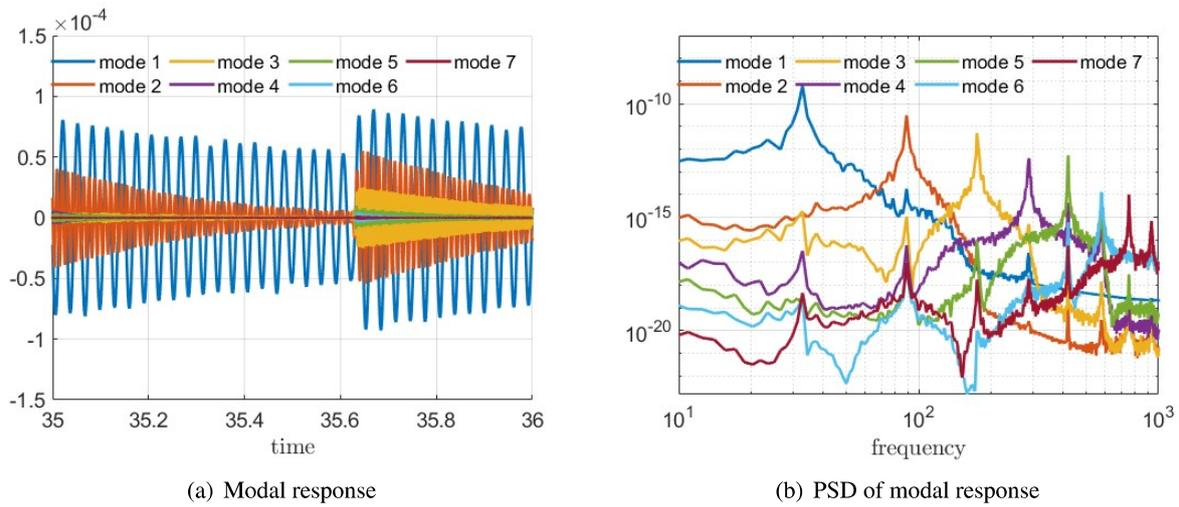 ×10⁻⁴
1.5
1
0.5
0
-0.5
-1
-1.5
mode 1 mode 3 mode 5 mode 7
mode 2 mode 4 mode 6
35 35.2 35.4 35.6 35.8 36
time
(a) Modal response
10⁻¹⁰
10⁻¹⁵
10⁻²⁰
mode 1 mode 3 mode 5 mode 7
mode 2 mode 4 mode 6
10¹ 10² 10³
frequency
(b) PSD of modal response